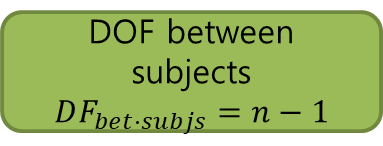 DOF between
subjects
DF_{bet·subjs} = n − 1